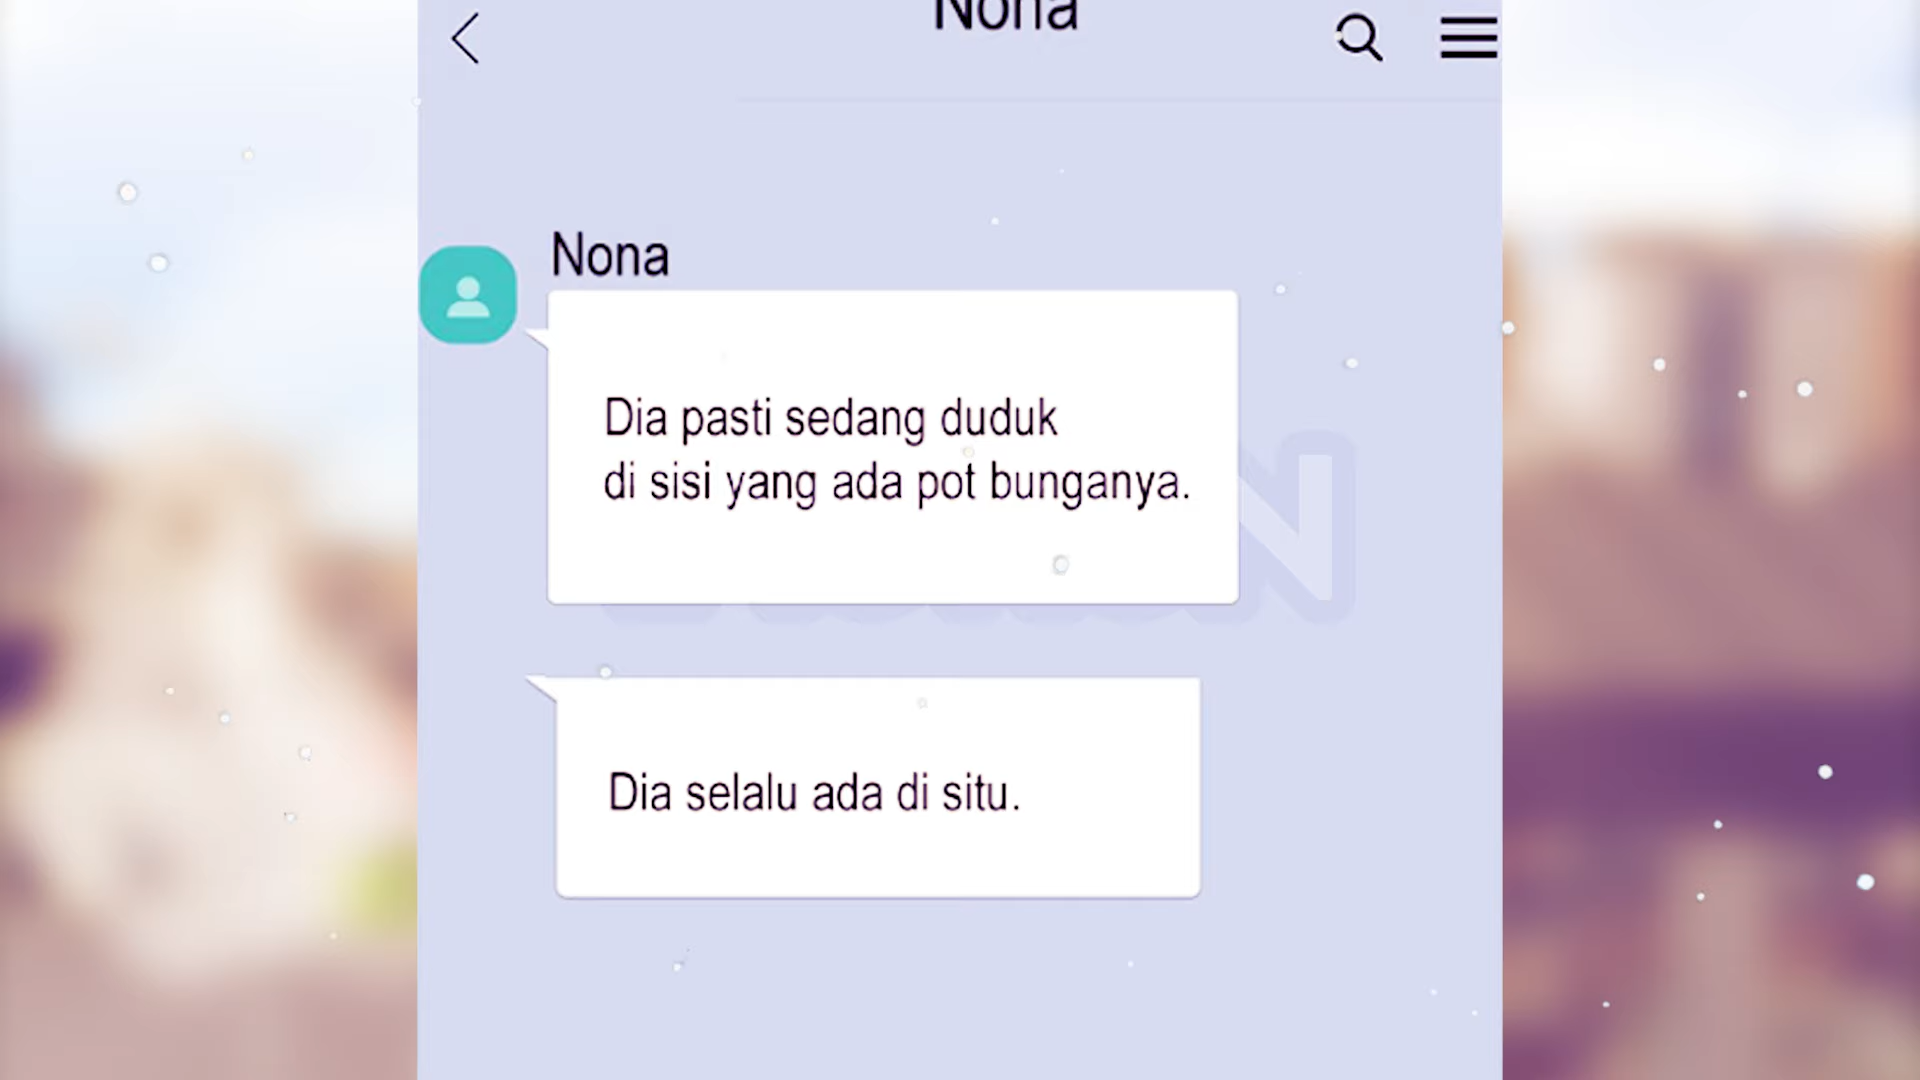 Nona
Nona
Dia pasti sedang duduk
di sisi yang ada pot bunganya.
Dia selalu ada di situ.